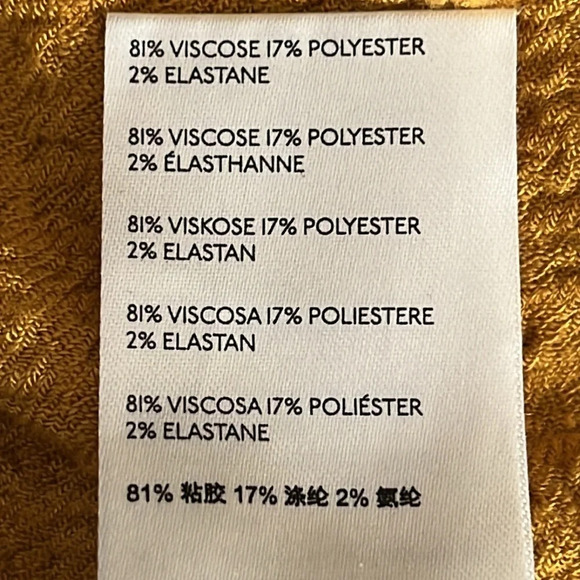 81% VISCOSE 17% POLYESTER
2% ELASTANE
81% VISCOSE 17% POLYESTER
2% ÉLASTHANNE
81% VISKOSE 17% POLYESTER
2% ELASTAN
81% VISCOSA 17% POLIESTERE
2% ELASTAN
81% VISCOSA 17% POLIÉSTER
2% ELASTANE
81% 粘胶 17% 涤纶 2% 氨纶